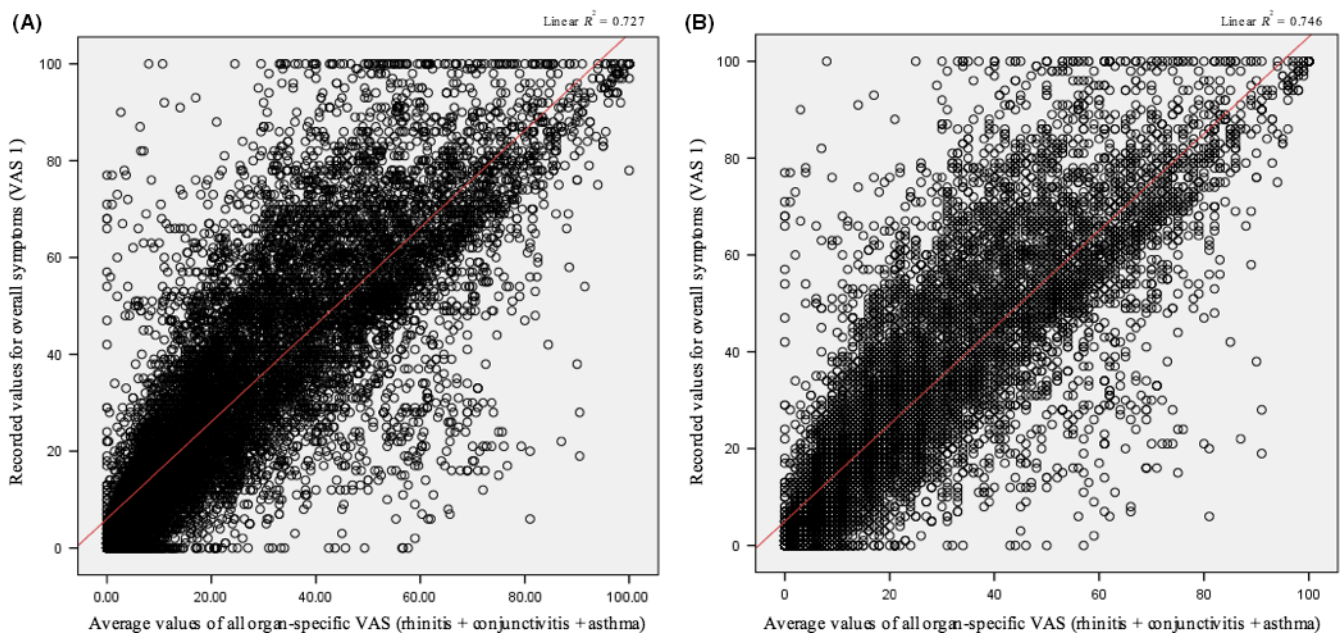 (A)
Linear R² = 0.727
Recorded values for overall symptoms (VAS 1)
100
80
60
40
20
0
0.00 20.00 40.00 60.00 80.00 100.00
Average values of all organ-specific VAS (rhinitis + conjunctivitis + asthma)
(B)
Linear R² = 0.746
Recorded values for overall symptoms (VAS 1)
100
80
60
40
20
0
0 20 40 60 80 100
Average values of all organ-specific VAS (rhinitis + conjunctivitis + asthma)